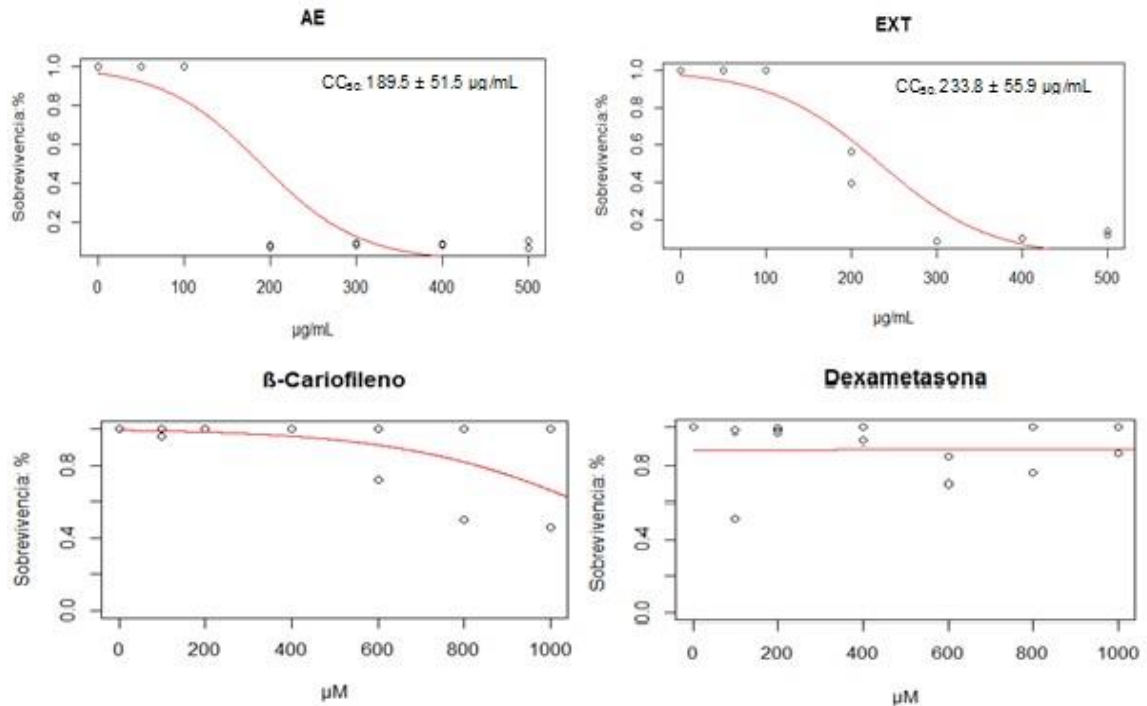 AE
CC₅₀: 189.5 ± 51.5 µg/mL
Sobrevivencia:%
1.0
0.8
0.6
0.4
0.2
0 100 200 300 400 500
µg/mL
EXT
CC₅₀: 233.8 ± 55.9 µg/mL
Sobrevivencia:%
1.0
0.8
0.6
0.4
0.2
0 100 200 300 400 500
µg/mL
ß-Cariofileno
Sobrevivencia: %
0.8
0.4
0.0
0 200 400 600 800 1000
µM
Dexametasona
Sobrevivencia: %
0.8
0.4
0.0
0 200 400 600 800 1000
µM